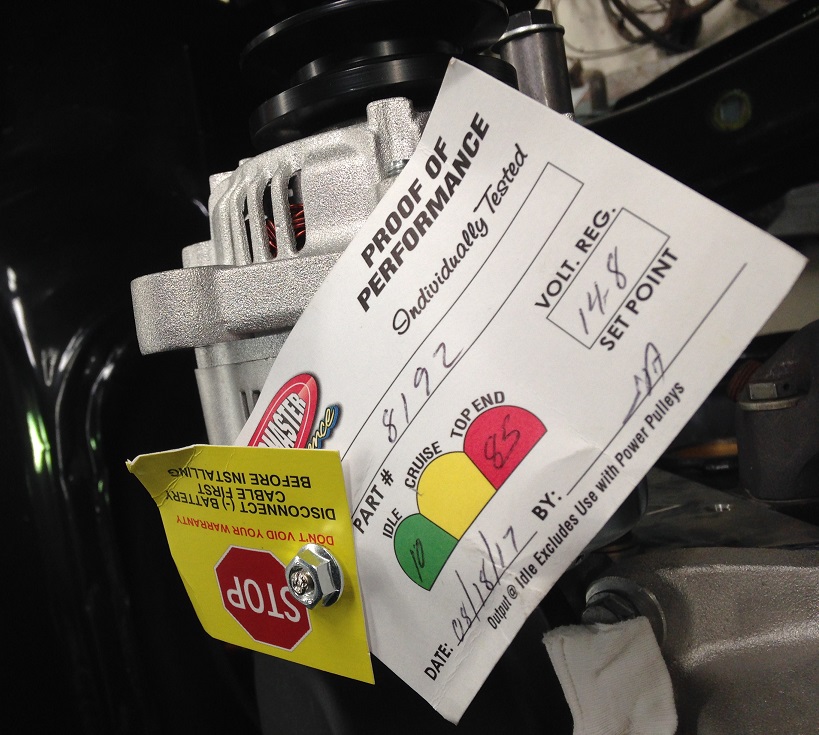 PROOF OF
PERFORMANCE
Individually Tested
PART # 8192
VOLT. REG.
14.8
SET POINT
IDLE CRUISE TOP END
10 85
DATE: 08/18/17 BY:
Output @ Idle Excludes Use with Power Pulleys
STOP
DON'T VOID YOUR WARRANTY
DISCONNECT (-) BATTERY
CABLE FIRST
BEFORE INSTALLING